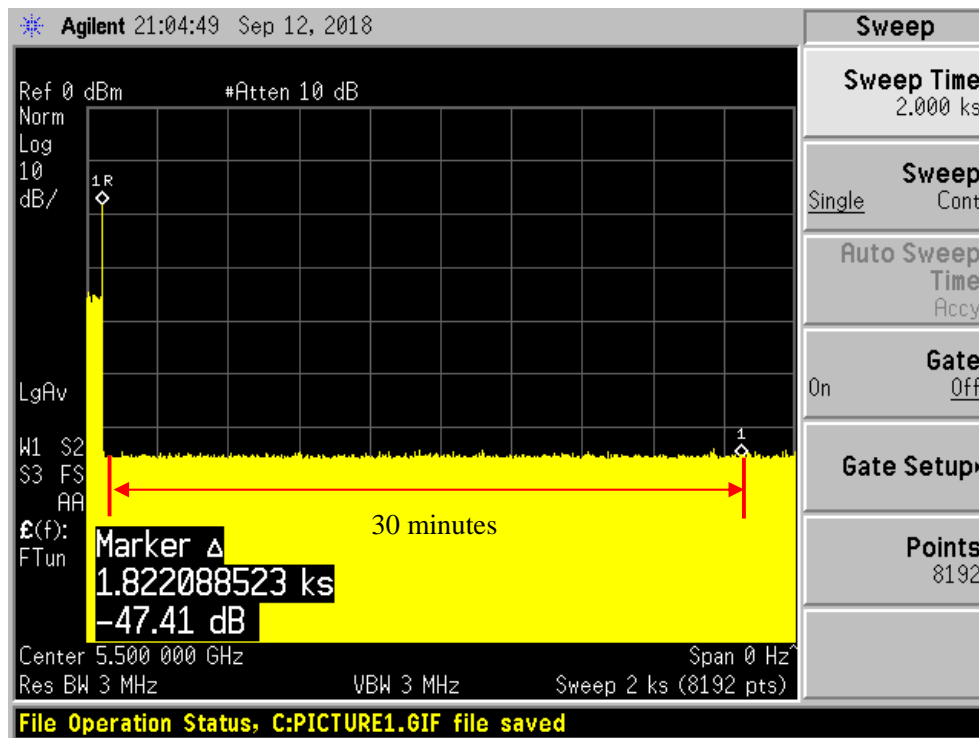 Agilent 21:04:49 Sep 12, 2018
Ref 0 dBm #Atten 10 dB
Norm
Log
10
dB/
1R
LgAv
1
W1 S2
S3 FS
AA
£(f):
FTun
30 minutes
Marker Δ
1.822088523 ks
-47.41 dB
Center 5.500 000 GHz Span 0 Hz^
Res BW 3 MHz VBW 3 MHz Sweep 2 ks (8192 pts)
File Operation Status, C:PICTURE1.GIF file saved
Sweep
Sweep Time
2.000 ks
Sweep
Single Cont
Auto Sweep
Time
Accy
Gate
On Off
Gate Setup
Points
8192